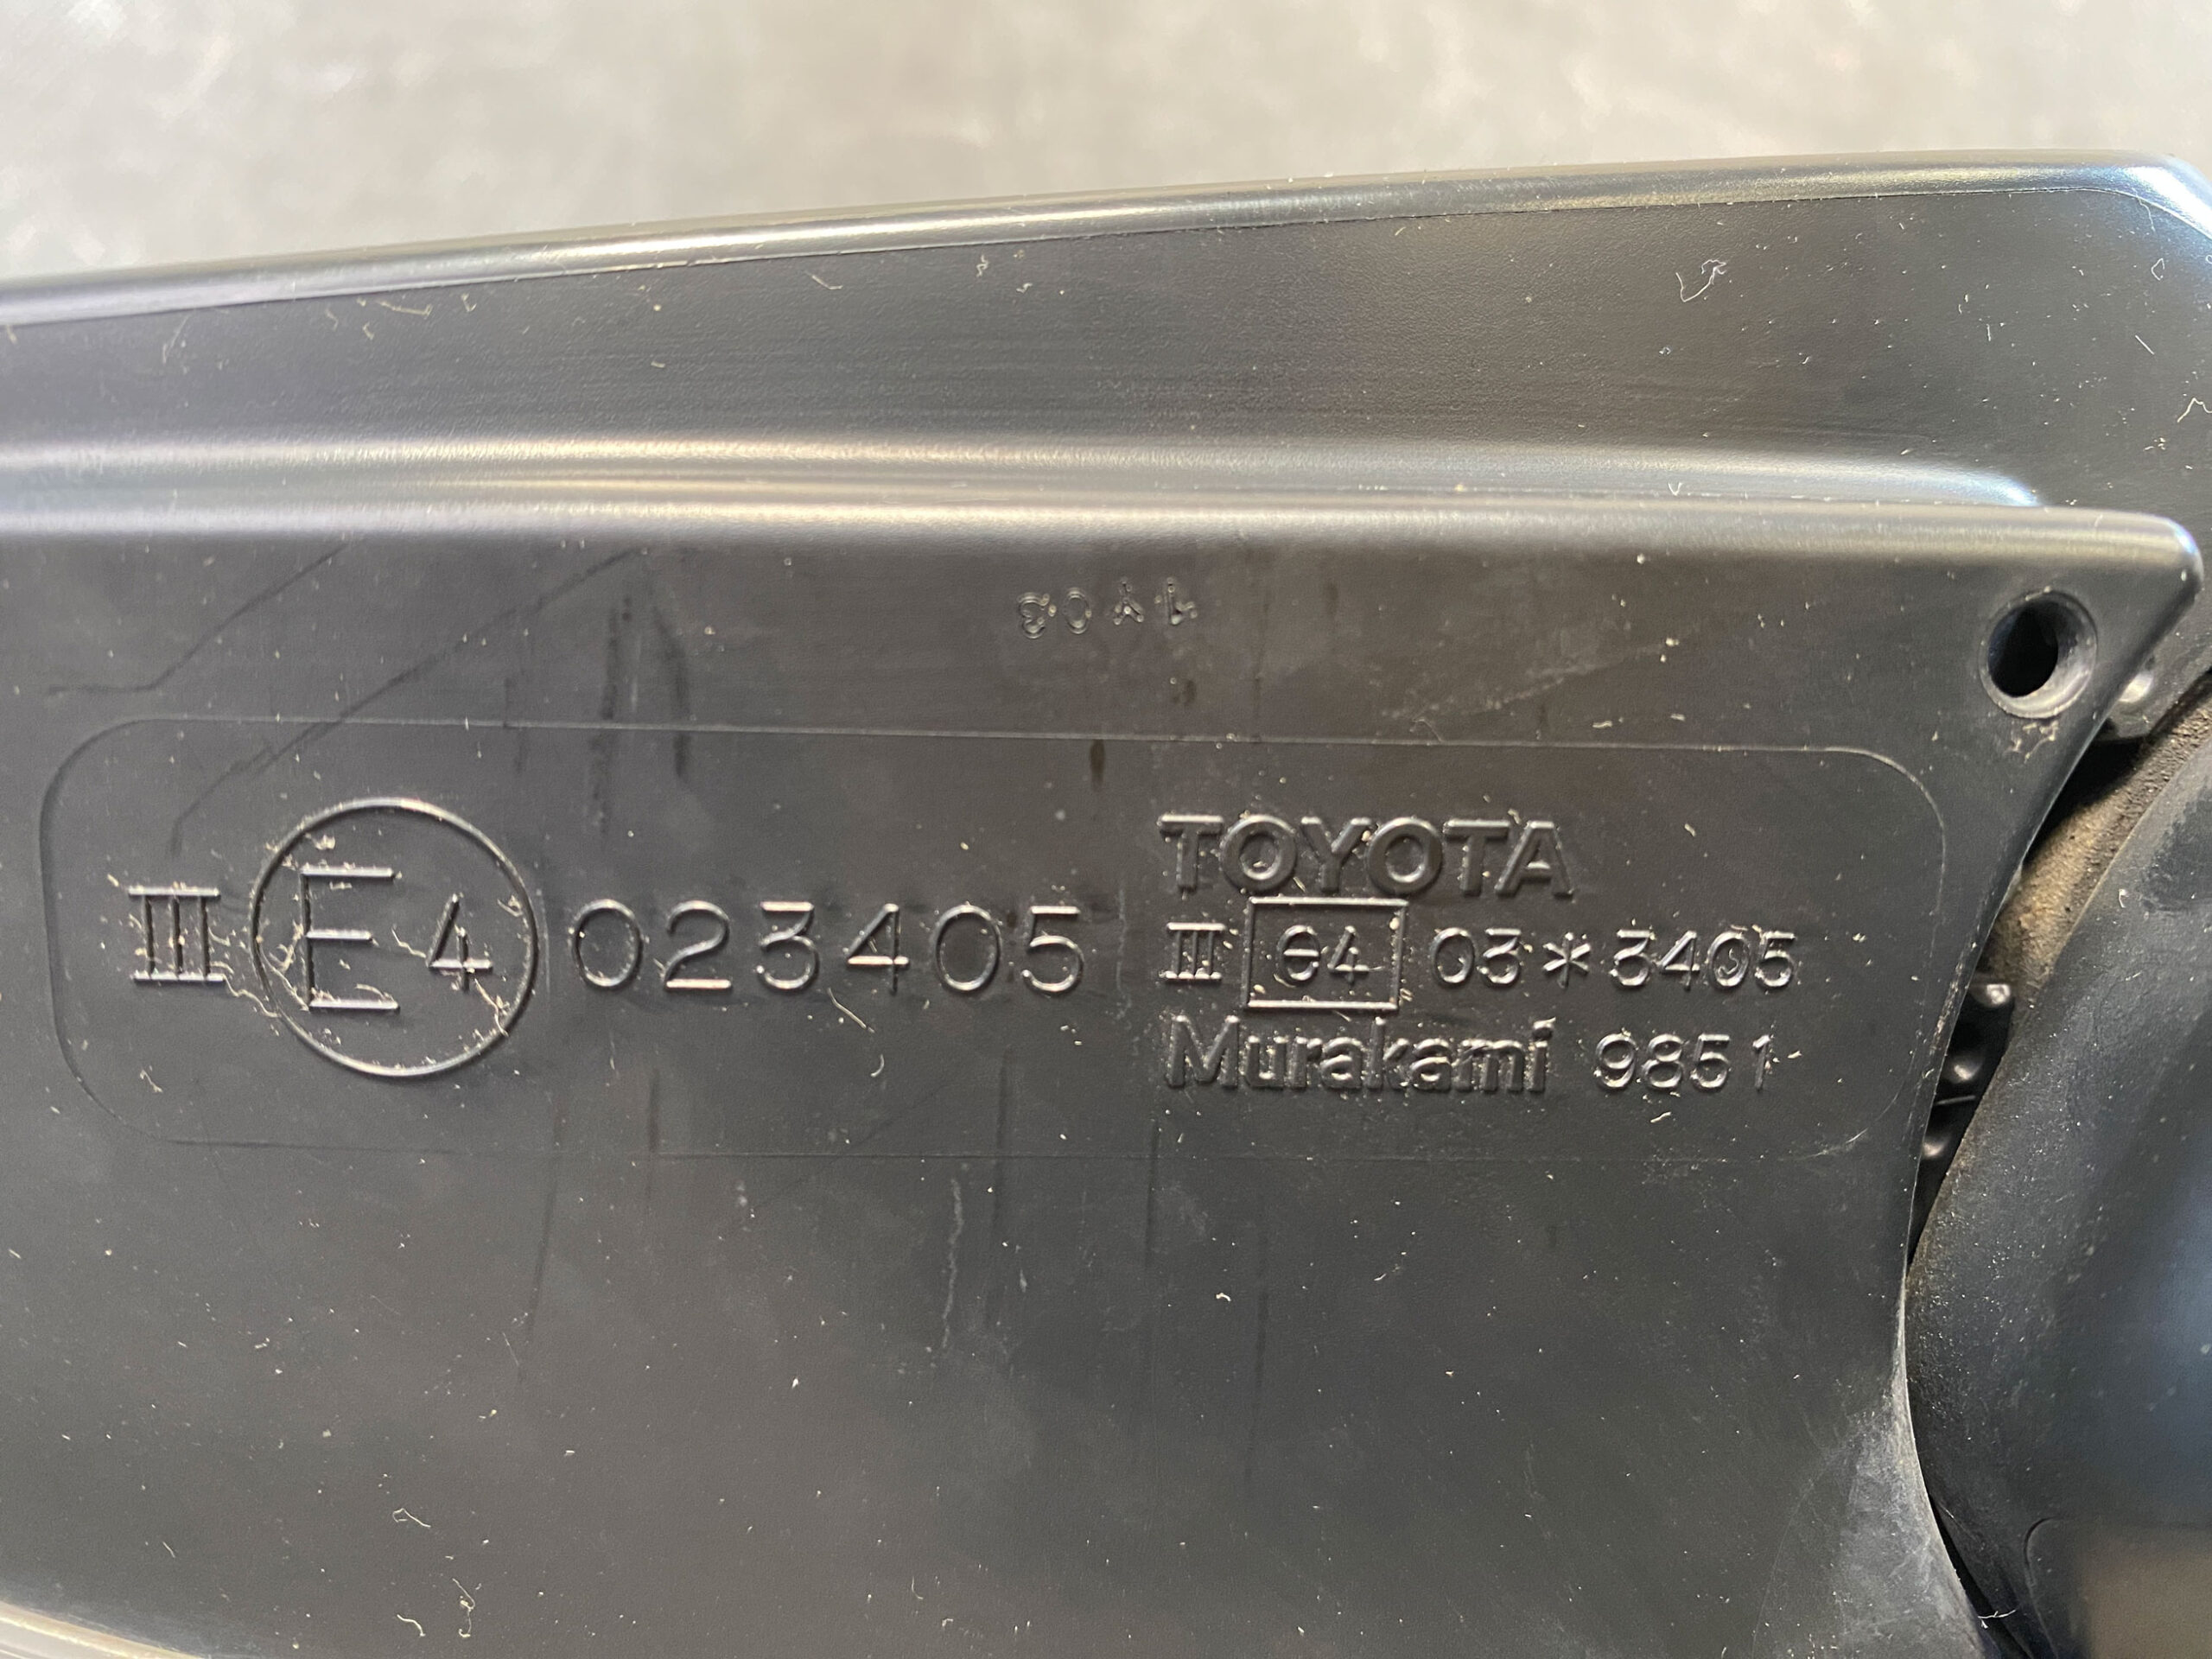 1Y03
III E4 023405
TOYOTA
III e4 03*3405
Murakami 9851